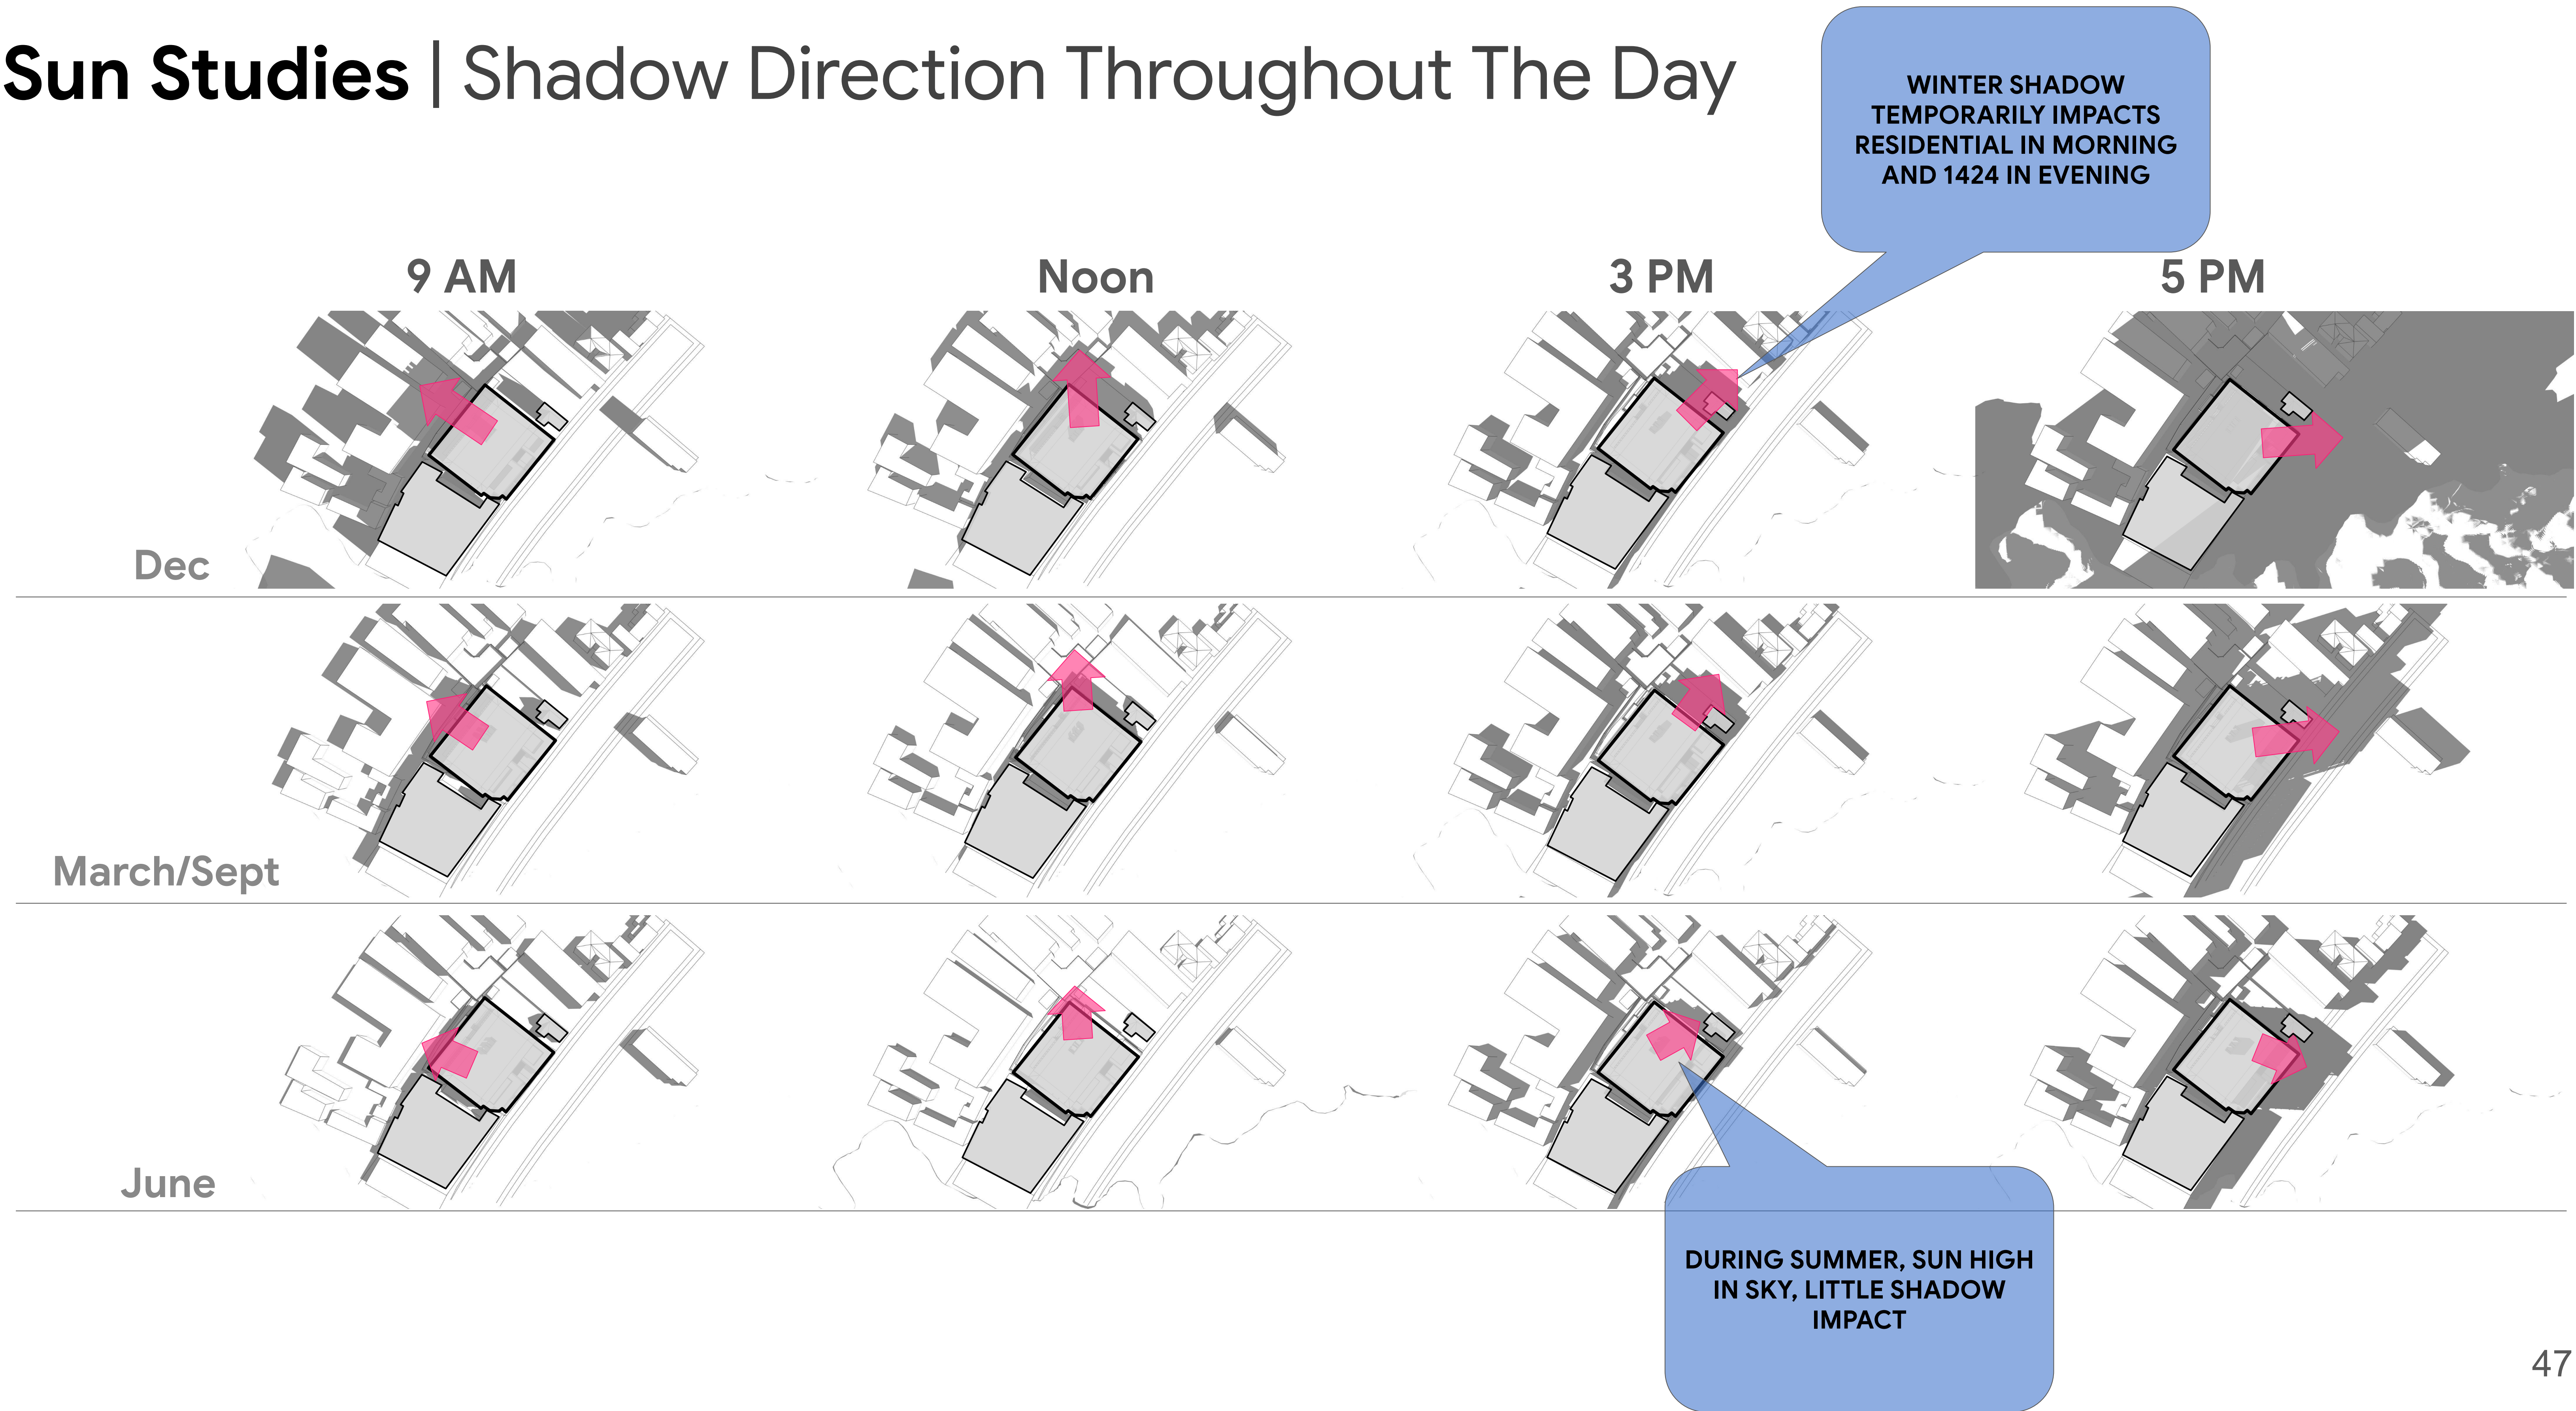 Sun Studies | Shadow Direction Throughout The Day
WINTER SHADOW
TEMPORARILY IMPACTS
RESIDENTIAL IN MORNING
AND 1424 IN EVENING
9 AM
Noon
3 PM
5 PM
Dec
March/Sept
June
DURING SUMMER, SUN HIGH
IN SKY, LITTLE SHADOW
IMPACT
47